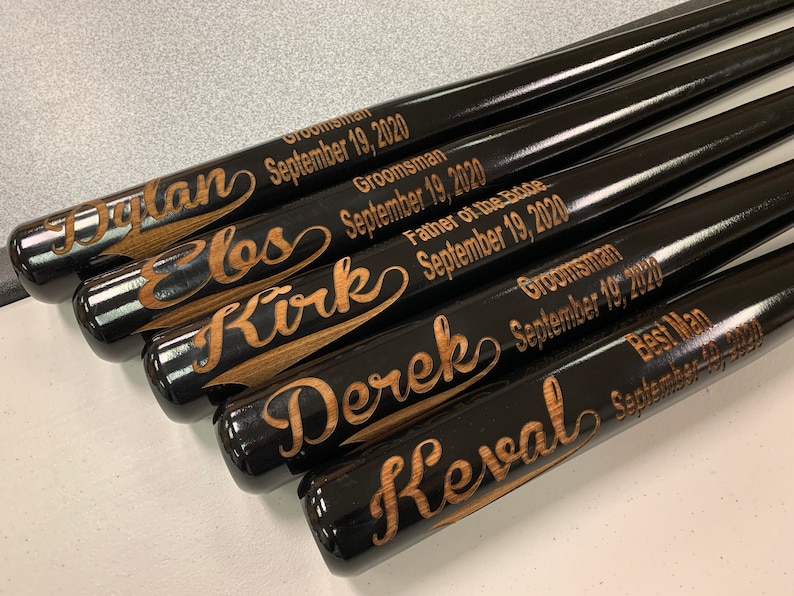 Dylan
Groomsman
September 19, 2020
Elos
Groomsman
September 19, 2020
Kirk
Father of the Bride
September 19, 2020
Derek
Groomsman
September 19, 2020
Keval
Best Man
September 19, 2020